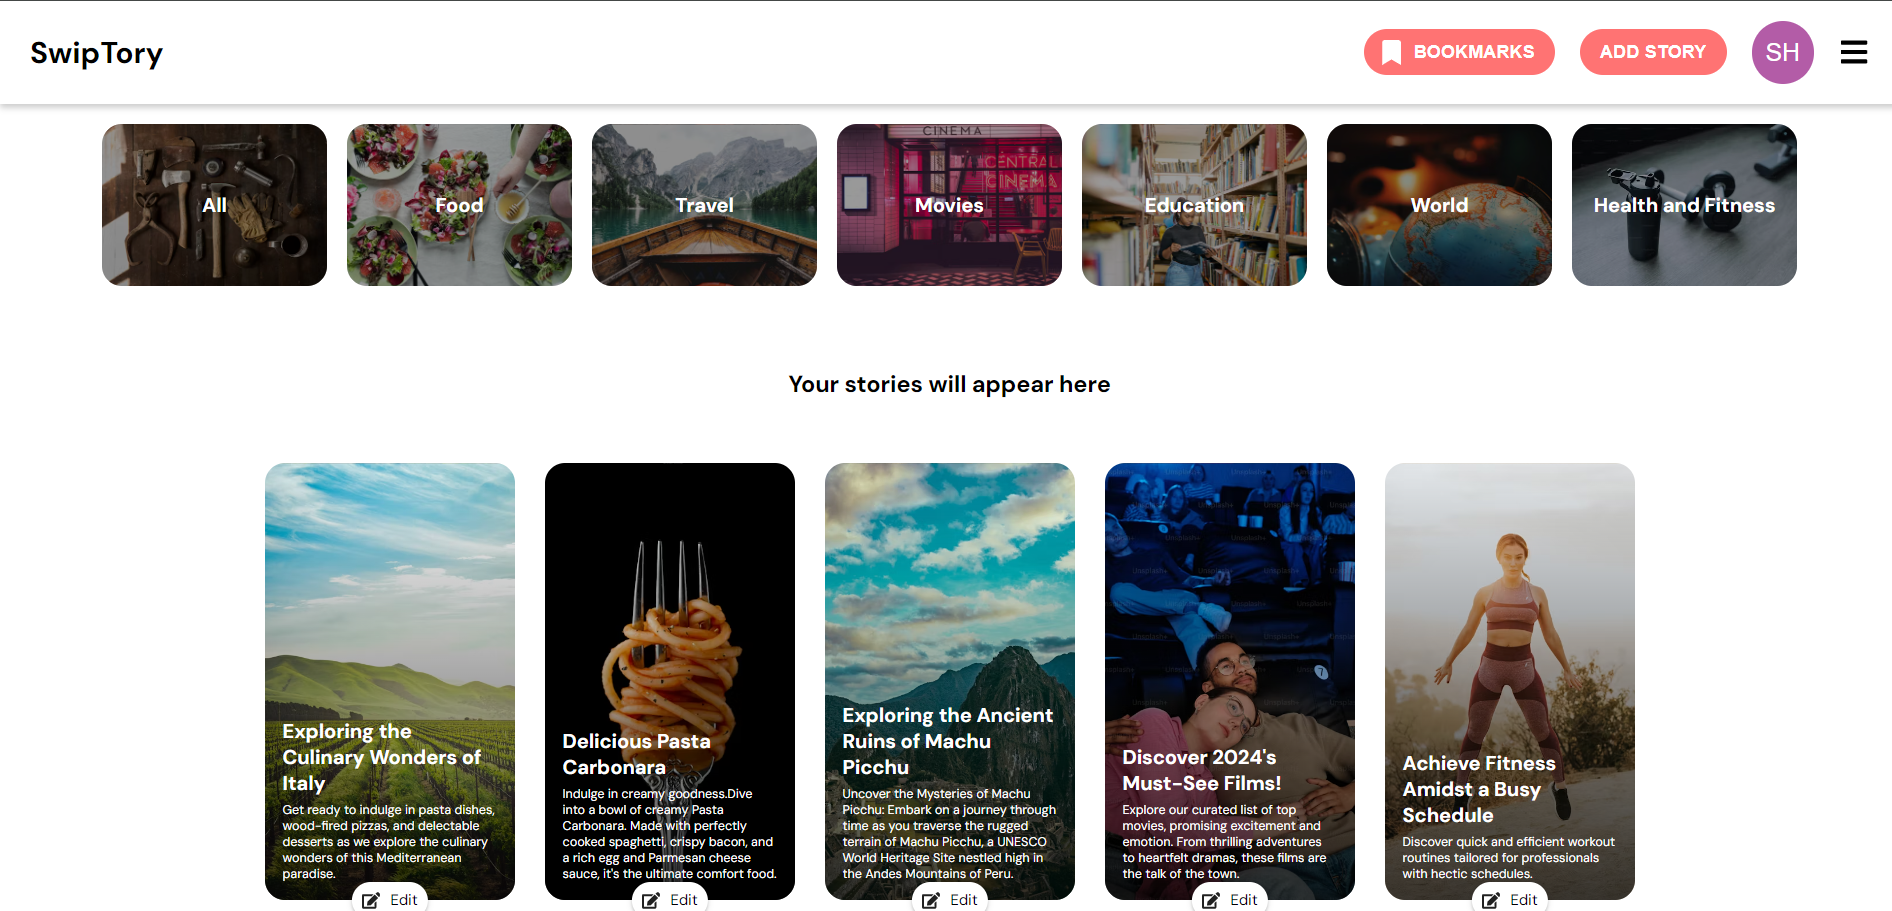 SwipTory
BOOKMARKS
ADD STORY
SH
CINEMA
CENTRAL
CINEMA
All
Food
Travel
Movies
Education
World
Health and Fitness
Your stories will appear here
Exploring the
Culinary Wonders of
Italy
Get ready to indulge in pasta dishes,
wood-fired pizzas, and delectable
desserts as we explore the culinary
wonders of this Mediterranean
paradise.
Edit
Delicious Pasta
Carbonara
Indulge in creamy goodness.Dive
into a bowl of creamy Pasta
Carbonara. Made with perfectly
cooked spaghetti, crispy bacon, and
a rich egg and Parmesan cheese
sauce, it's the ultimate comfort food.
Edit
Exploring the Ancient
Ruins of Machu
Picchu
Uncover the Mysteries of Machu
Picchu: Embark on a journey through
time as you traverse the rugged
terrain of Machu Picchu, a UNESCO
World Heritage Site nestled high in
the Andes Mountains of Peru.
Edit
Unsplash+
Discover 2024's
Must-See Films!
Explore our curated list of top
movies, promising excitement and
emotion. From thrilling adventures
to heartfelt dramas, these films are
the talk of the town.
Edit
Achieve Fitness
Amidst a Busy
Schedule
Discover quick and efficient workout
routines tailored for professionals
with hectic schedules.
Edit